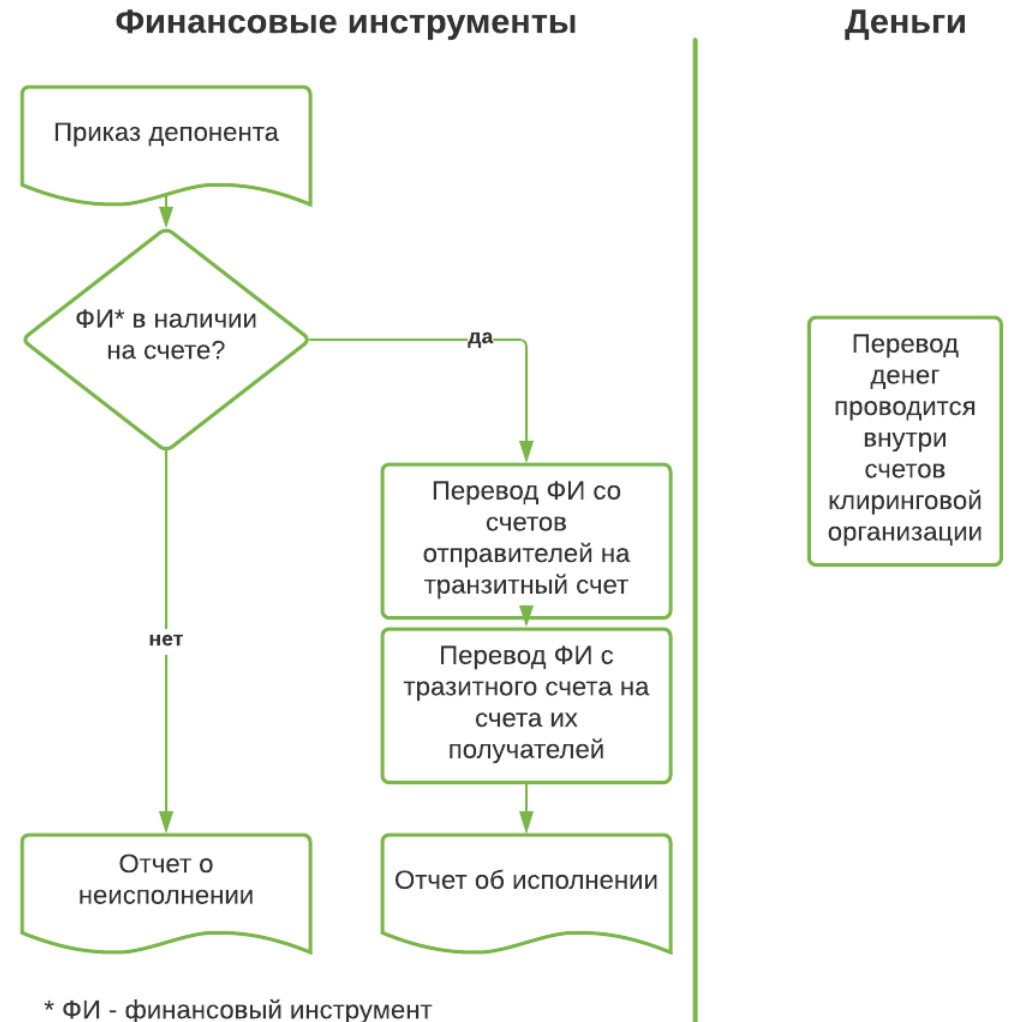 Финансовые инструменты
Деньги
Приказ депонента
ФИ* в наличии
на счете?
да
Перевод
денег
проводится
внутри
счетов
клиринговой
организации
Перевод ФИ со
счетов
отправителей на
транзитный счет
нет
Перевод ФИ с
тразитного счета на
счета их
получателей
Отчет о
неисполнении
Отчет об исполнении
* ФИ - финансовый инструмент